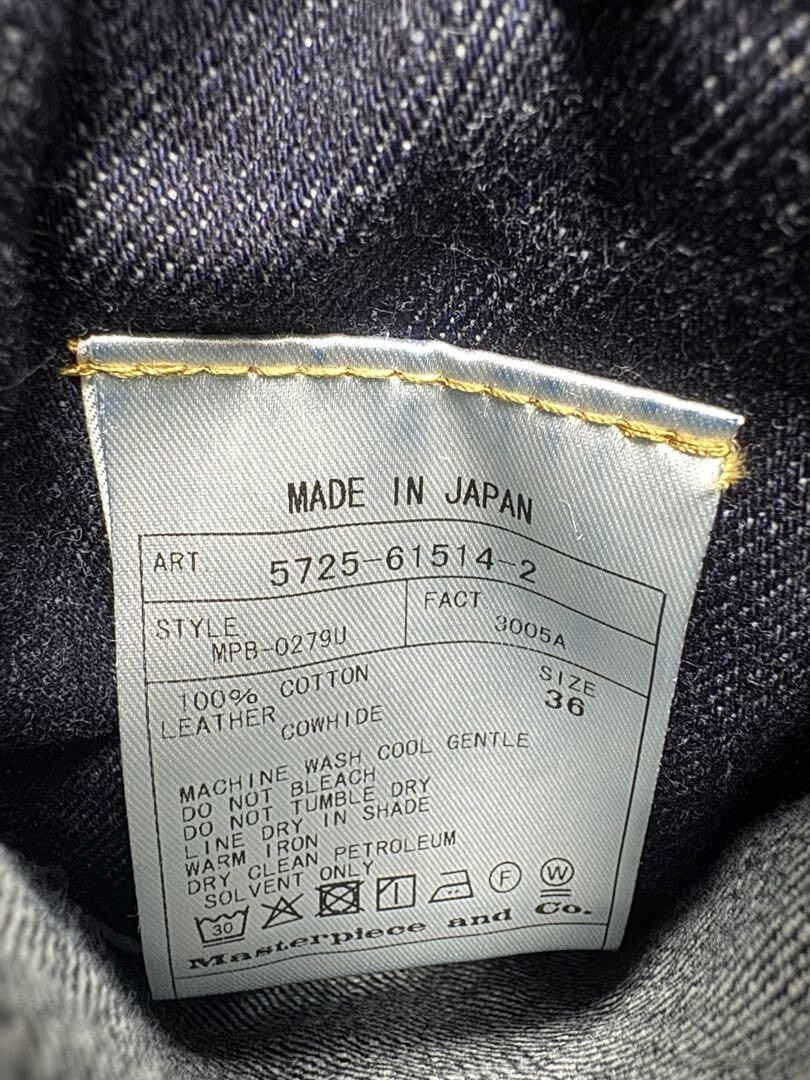 MADE IN JAPAN
ART. 5725-61514-2
STYLE MPB-0279U
FACT. 3005A
100% COTTON
LEATHER COWHIDE
SIZE
36
MACHINE WASH COOL GENTLE
DO NOT BLEACH
DO NOT TUMBLE DRY
LINE DRY IN SHADE
WARM IRON
DRY CLEAN PETROLEUM
SOLVENT ONLY
30 F W
Masterpiece and Co.